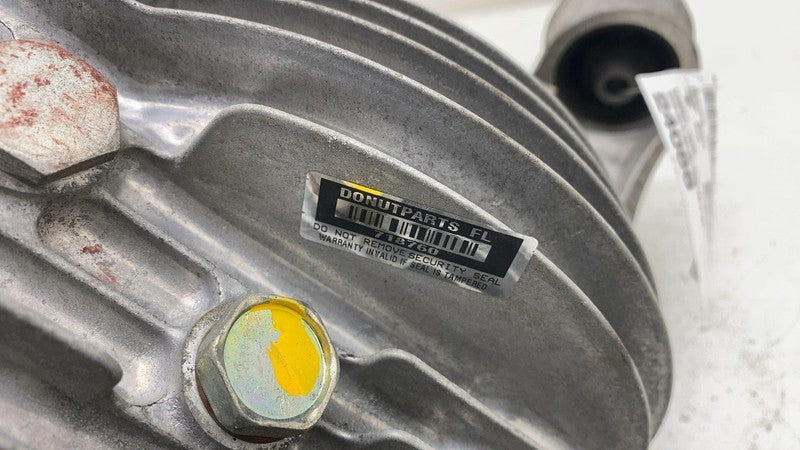 DONUTPARTS FL
718760
DO NOT REMOVE SECURITY SEAL
WARRANTY INVALID IF SEAL IS TAMPERED